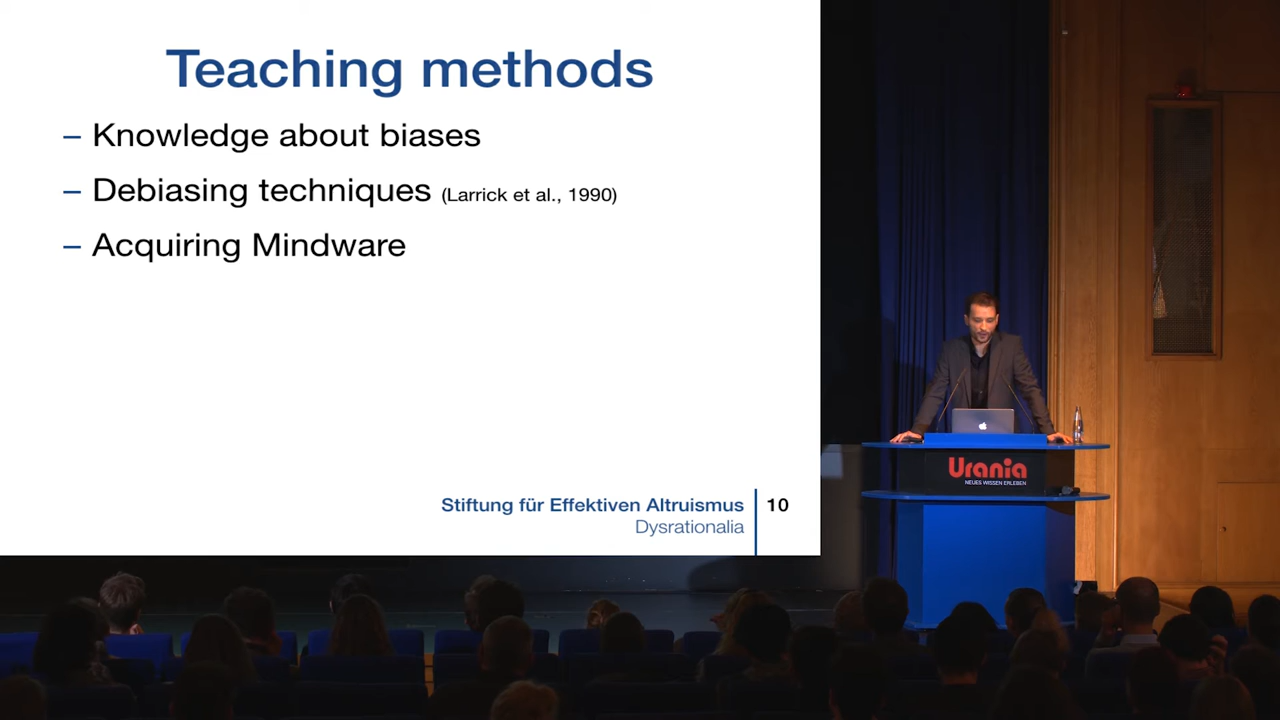 Teaching methods
– Knowledge about biases
– Debiasing techniques (Larrick et al., 1990)
– Acquiring Mindware
Stiftung für Effektiven Altruismus 10
Dysrationalia
Urania
NEUES WISSEN ERLEBEN